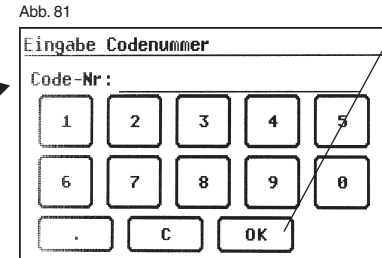 Abb. 81
Eingabe Codenummer
Code-Nr:
1 2 3 4 5
6 7 8 9 0
. C OK